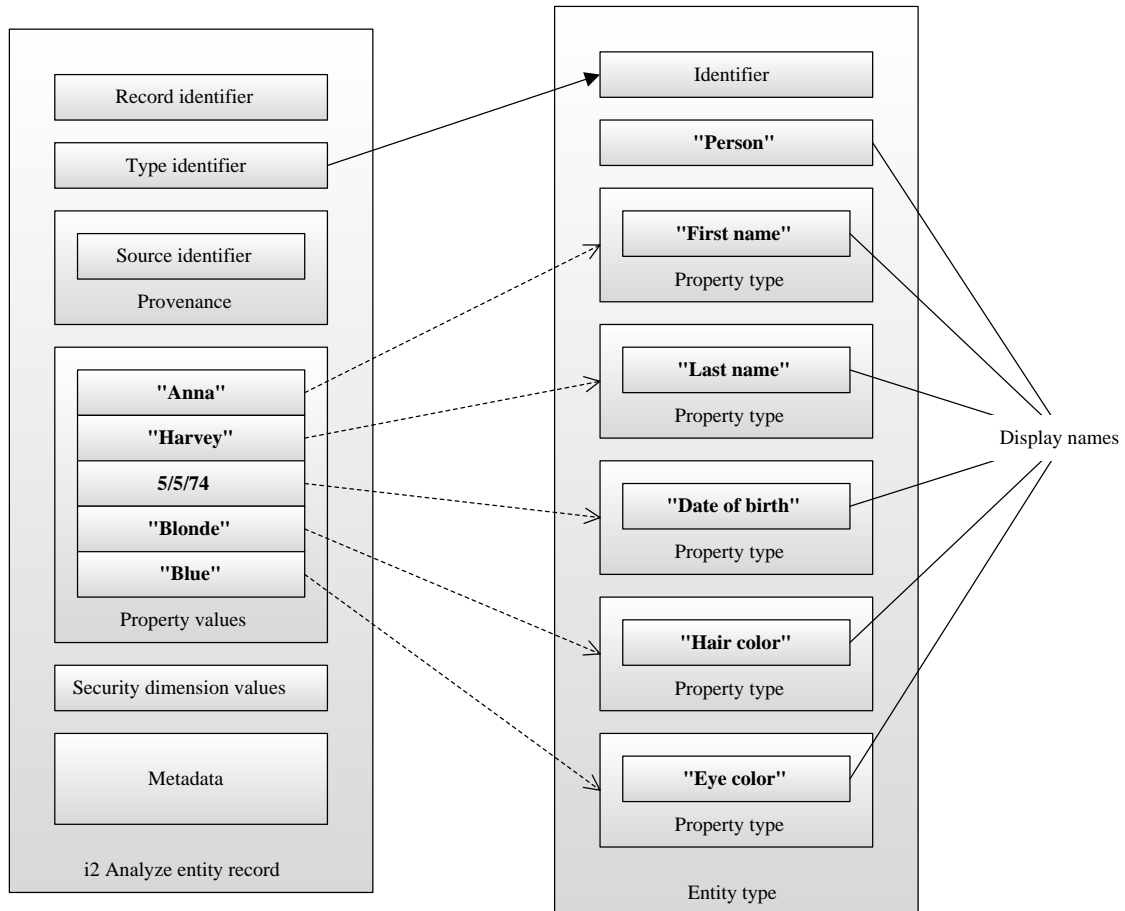 Record identifier
Type identifier
Source identifier
Provenance
"Anna"
"Harvey"
5/5/74
"Blonde"
"Blue"
Property values
Security dimension values
Metadata
i2 Analyze entity record
Identifier
"Person"
"First name"
Property type
"Last name"
Property type
"Date of birth"
Property type
"Hair color"
Property type
"Eye color"
Property type
Entity type
Display names